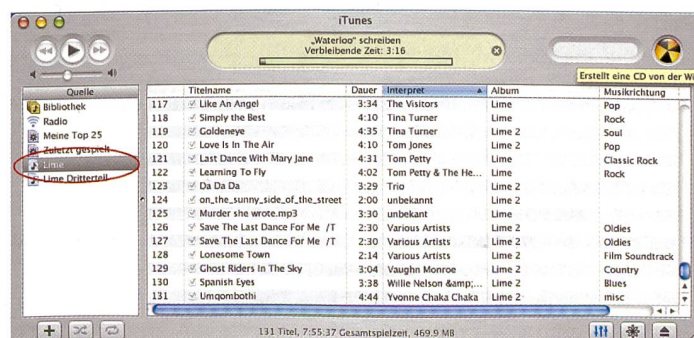 iTunes
„Waterloo" schreiben
Verbleibende Zeit: 3:16
Erstellt eine CD von der Wi
Quelle
Bibliothek
Radio
Meine Top 25
Zuletzt gespielt
Lime
Lime Dritterteil
Titelname Dauer Interpret Album Musikrichtung
117 Like An Angel 3:34 The Visitors Lime Pop
118 Simply the Best 4:10 Tina Turner Lime Rock
119 Goldeneye 4:35 Tina Turner Lime 2 Soul
120 Love Is In The Air 4:10 Tom Jones Lime 2 Pop
121 Last Dance With Mary Jane 4:31 Tom Petty Lime Classic Rock
122 Learning To Fly 4:02 Tom Petty & The He... Lime Rock
123 Da Da Da 3:29 Trio Lime 2
124 on_the_sunny_side_of_the_street 2:00 unbekannt Lime 2
125 Murder she wrote.mp3 3:30 unbekant Lime
126 Save The Last Dance For Me /T 2:30 Various Artists Lime 2 Oldies
127 Save The Last Dance For Me /T 2:30 Various Artists Lime 2 Oldies
128 Lonesome Town 2:14 Various Artists Lime 2 Film Soundtrack
129 Ghost Riders In The Sky 3:04 Vaughn Monroe Lime 2 Country
130 Spanish Eyes 3:38 Willie Nelson &amp;... Lime 2 Blues
131 Umqombothi 4:44 Yvonne Chaka Chaka Lime 2 misc
131 Titel, 7:55:37 Gesamtspielzeit, 469.9 MB